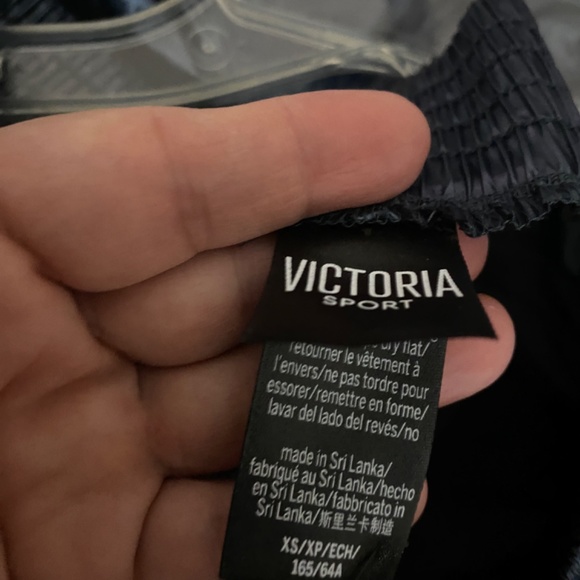 VICTORIA
SPORT
dry flat/
retourner le vêtement à
l'envers/ne pas tordre pour
essorer/remettre en forme/
lavar del lado del revés/no
made in Sri Lanka/
fabriqué au Sri Lanka/hecho
en Sri Lanka/fabbricato in
Sri Lanka/斯里兰卡制造
XS/XP/ECH/
165/64A